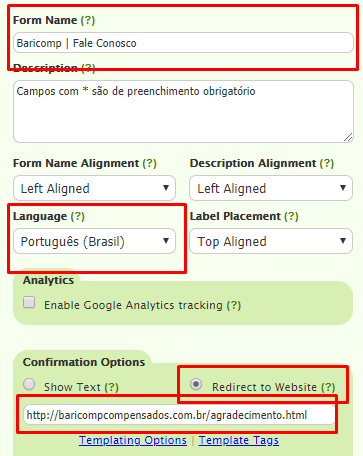 Form Name (?)
Baricomp | Fale Conosco
Description (?)
Campos com * são de preenchimento obrigatório
Form Name Alignment (?) Description Alignment (?)
Left Aligned Left Aligned
Language (?) Label Placement (?)
Português (Brasil) Top Aligned
Analytics
Enable Google Analytics tracking (?)
Confirmation Options
Show Text (?) Redirect to Website (?)
http://baricompcompensados.com.br/agradecimento.html
Templating Options | Template Tags